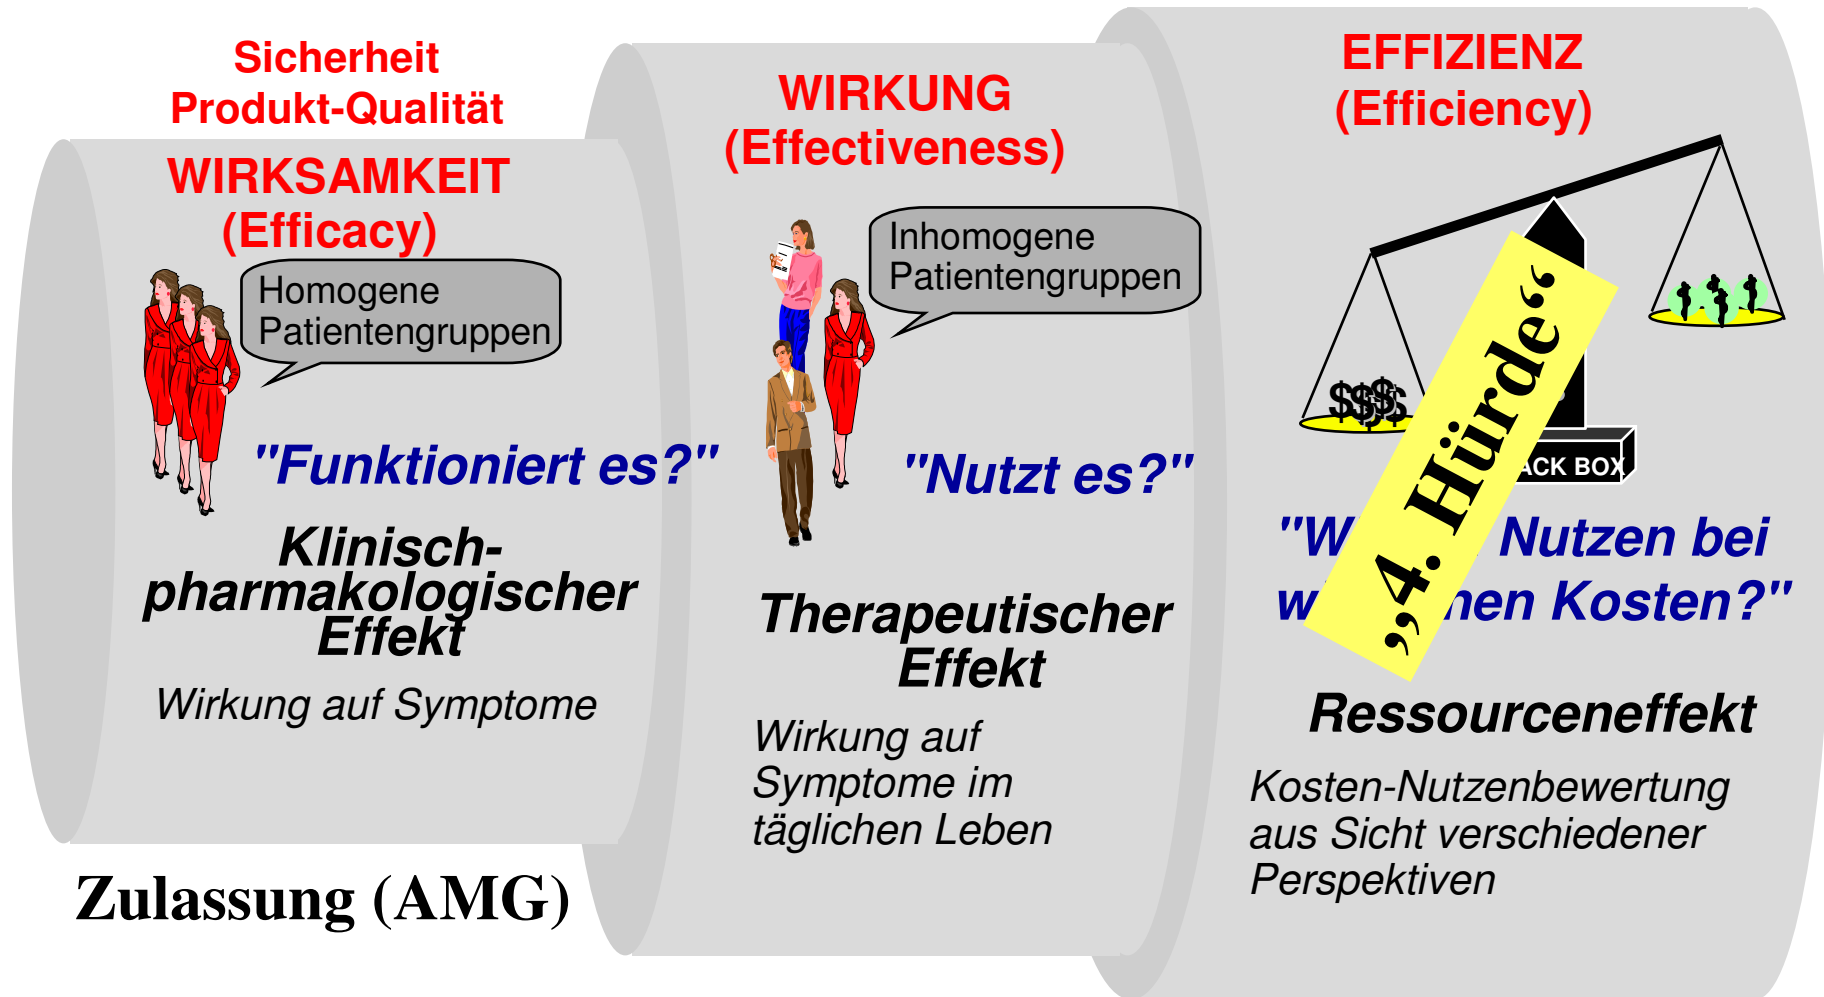 Sicherheit
Produkt-Qualität
WIRKSAMKEIT
(Efficacy)
Homogene
Patientengruppen
"Funktioniert es?"
Klinisch-
pharmakologischer
Effekt
Wirkung auf Symptome
Zulassung (AMG)
WIRKUNG
(Effectiveness)
Inhomogene
Patientengruppen
"Nutzt es?"
Therapeutischer
Effekt
Wirkung auf
Symptome im
täglichen Leben
EFFIZIENZ
(Efficiency)
$$$$
BOX
„4. Hürde“
Nutzen bei
Kosten?"
Ressourceneffekt
Kosten-Nutzenbewertung
aus Sicht verschiedener
Perspektiven